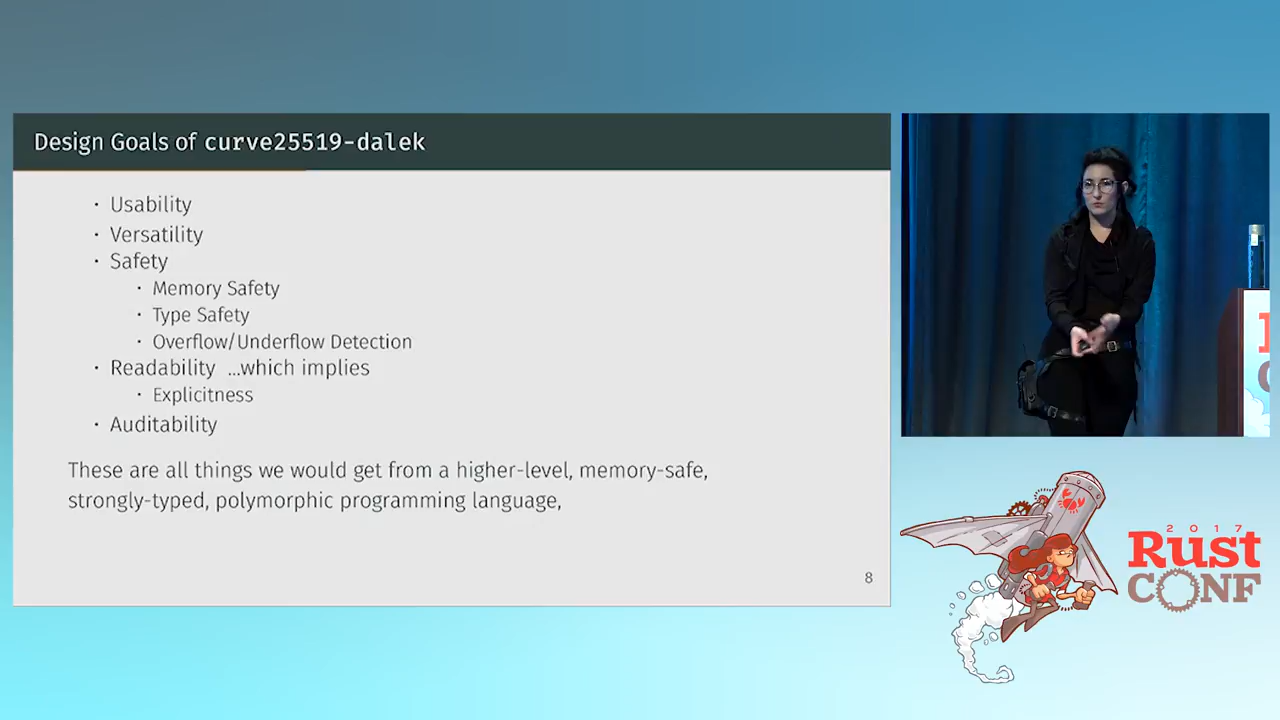 Design Goals of curve25519-dalek
· Usability
· Versatility
· Safety
· Memory Safety
· Type Safety
· Overflow/Underflow Detection
· Readability ...which implies
· Explicitness
· Auditability
These are all things we would get from a higher-level, memory-safe,
strongly-typed, polymorphic programming language,
8
2017
Rust
CONF